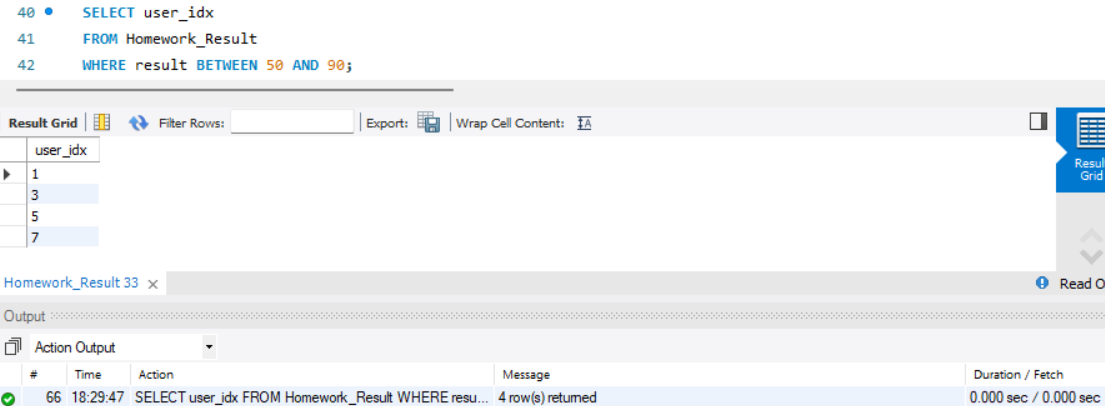 40 SELECT user_idx
41 FROM Homework_Result
42 WHERE result BETWEEN 50 AND 90;
Result Grid Filter Rows: Export: Wrap Cell Content: IA
Result
Grid
user_idx
1
3
5
7
Homework_Result 33 × Read O
Output
Action Output
# Time Action Message Duration / Fetch
66 18:29:47 SELECT user_idx FROM Homework_Result WHERE resu... 4 row(s) returned 0.000 sec / 0.000 sec